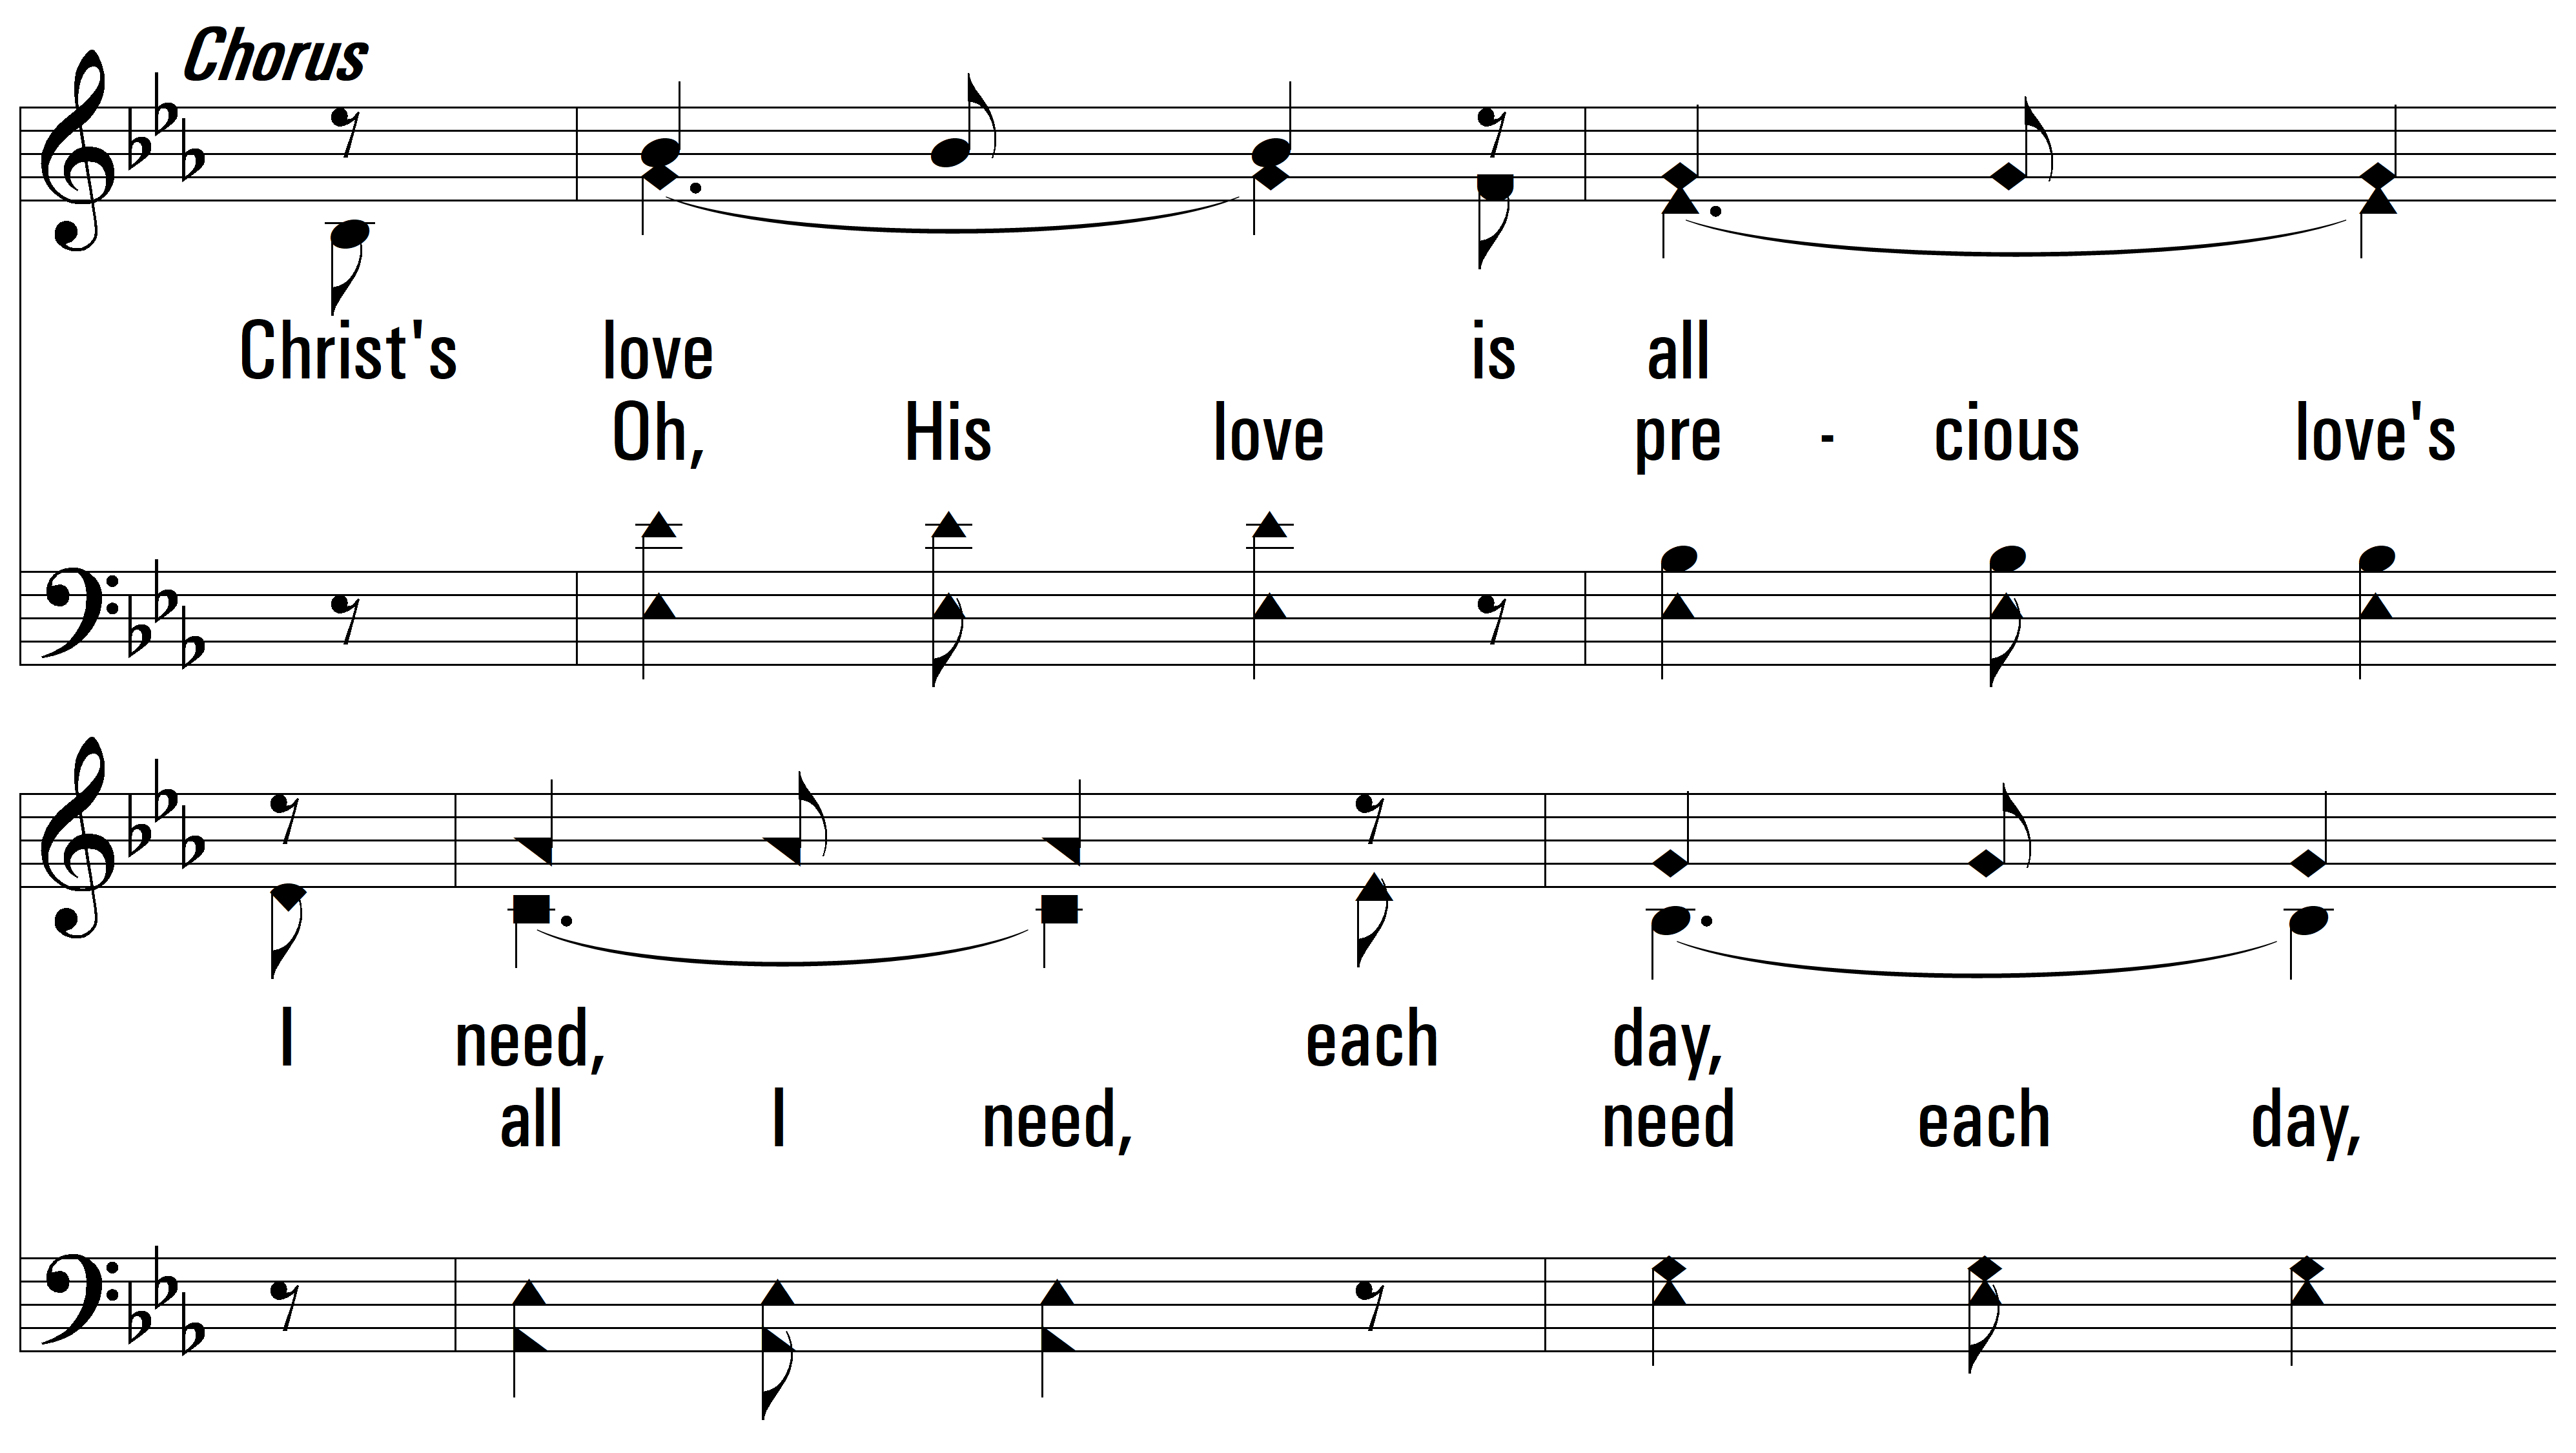 Chorus
Christ's love is all
Oh, His love pre - cious love's
I need, each day,
all I need, need each day,